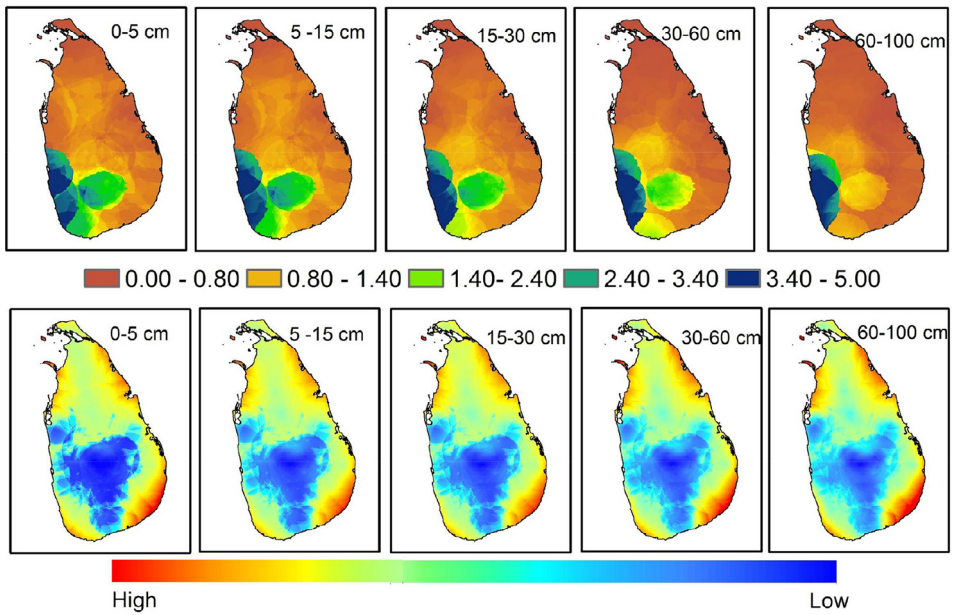 0-5 cm
5 -15 cm
15-30 cm
30-60 cm
60-100 cm
0.00 - 0.80
0.80 - 1.40
1.40- 2.40
2.40 - 3.40
3.40 - 5.00
0-5 cm
5-15 cm
15-30 cm
30-60 cm
60-100 cm
High
Low